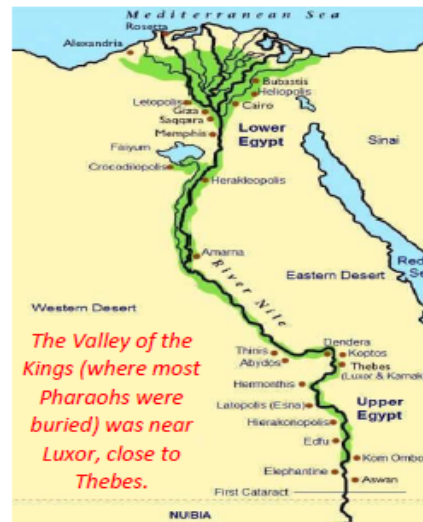 Mediterranean Sea
Rosetta
Alexandria
Bubastis
Heliopolis
Letopolis
Giza
Cairo
Saqqara
Memphis
Lower
Egypt
Sinai
Faiyum
Crocodilopolis
Herakleopolis
Amarna
River Nile
Eastern Desert
Red
Western Desert
The Valley of the
Kings (where most
Pharaohs were
buried) was near
Luxor, close to
Thebes.
Dendera
Thinis
Koptos
Abydos
Thebes
(Luxor & Karnak
Hermonthis
Latopolis (Esna)
Upper
Egypt
Hierakonopolis
Edfu
Kom Ombo
Elephantine
Aswan
First Cataract
NUBIA